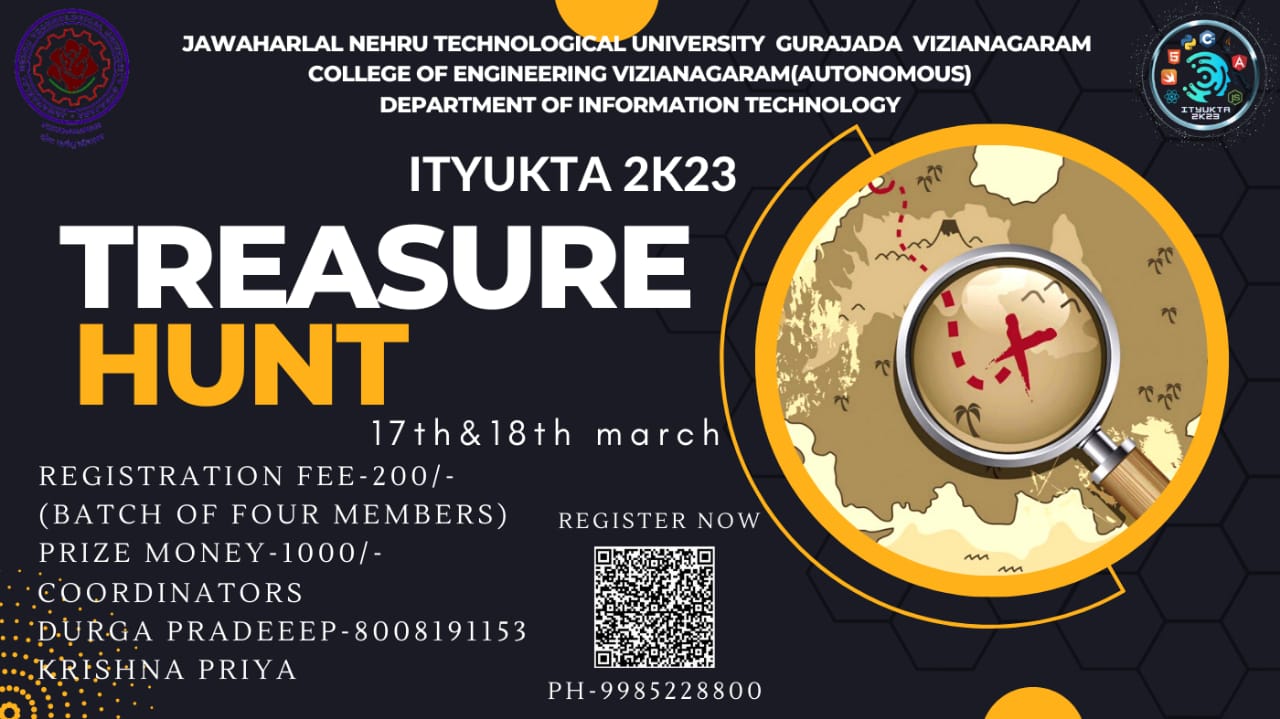 JAWAHARLAL NEHRU TECHNOLOGICAL UNIVERSITY GURAJADA VIZIANAGARAM
COLLEGE OF ENGINEERING VIZIANAGARAM(AUTONOMOUS)
DEPARTMENT OF INFORMATION TECHNOLOGY
ITYUKTA
2K23
ITYUKTA 2K23
TREASURE
HUNT
17th&18th march
REGISTRATION FEE-200/-
(BATCH OF FOUR MEMBERS)
PRIZE MONEY-1000/-
COORDINATORS
DURGA PRADEEEP-8008191153
KRISHNA PRIYA
REGISTER NOW
PH-9985228800